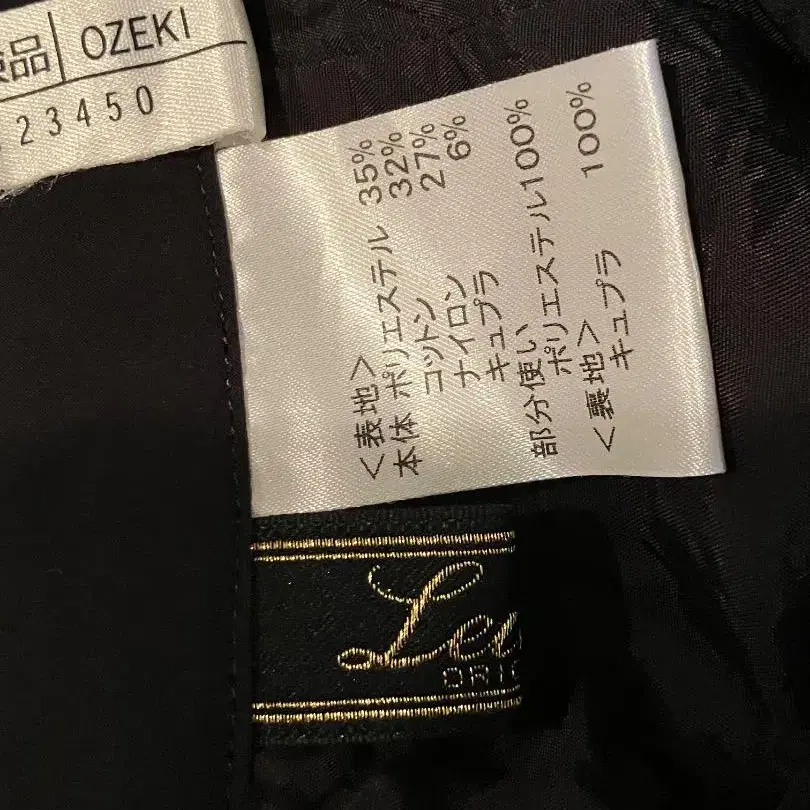 品 OZEKI
23450
<表地>
本体 ポリエステル 35%
コットン 32%
ナイロン 27%
キュプラ 6%
部分使い
ポリエステル100%
<裏地>
キュプラ 100%